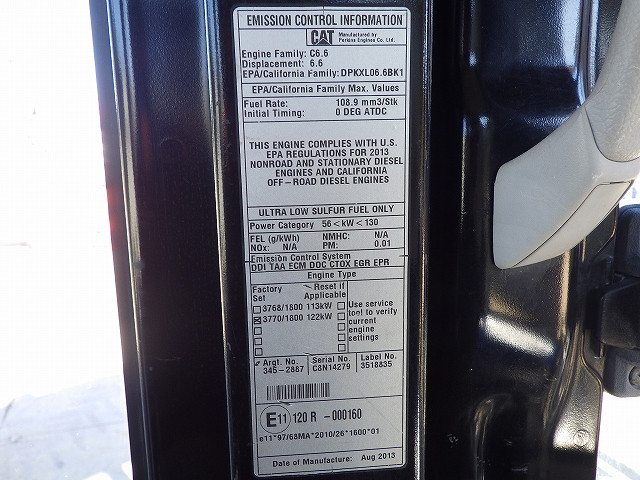 EMISSION CONTROL INFORMATION
CAT Manufactured by
Perkins Engines Co. Ltd.
Engine Family: C6.6
Displacement: 6.6
EPA/California Family: DPKXL06.6BK1
EPA/California Family Max. Values
Fuel Rate: 108.9 mm3/Stk
Initial Timing: 0 DEG ATDC
THIS ENGINE COMPLIES WITH U.S.
EPA REGULATIONS FOR 2013
NONROAD AND STATIONARY DIESEL
ENGINES AND CALIFORNIA
OFF-ROAD DIESEL ENGINES
ULTRA LOW SULFUR FUEL ONLY
Power Category 56<kW<130
FEL (g/kWh) NMHC: N/A
NOx: N/A PM: 0.01
Emission Control System
DDI TAA ECM DOC CTOX EGR EPR
Engine Type
Factory Set
Reset if Applicable
3768/1800 113kW
3770/1800 122kW
Use service
tool to verify
current
engine
settings
Argt. No. Serial No. Label No.
345-2887 C8N14279 3518835
E11 120 R -000160
e11*97/68MA*2010/26*1600*01
Date of Manufacture: Aug 2013